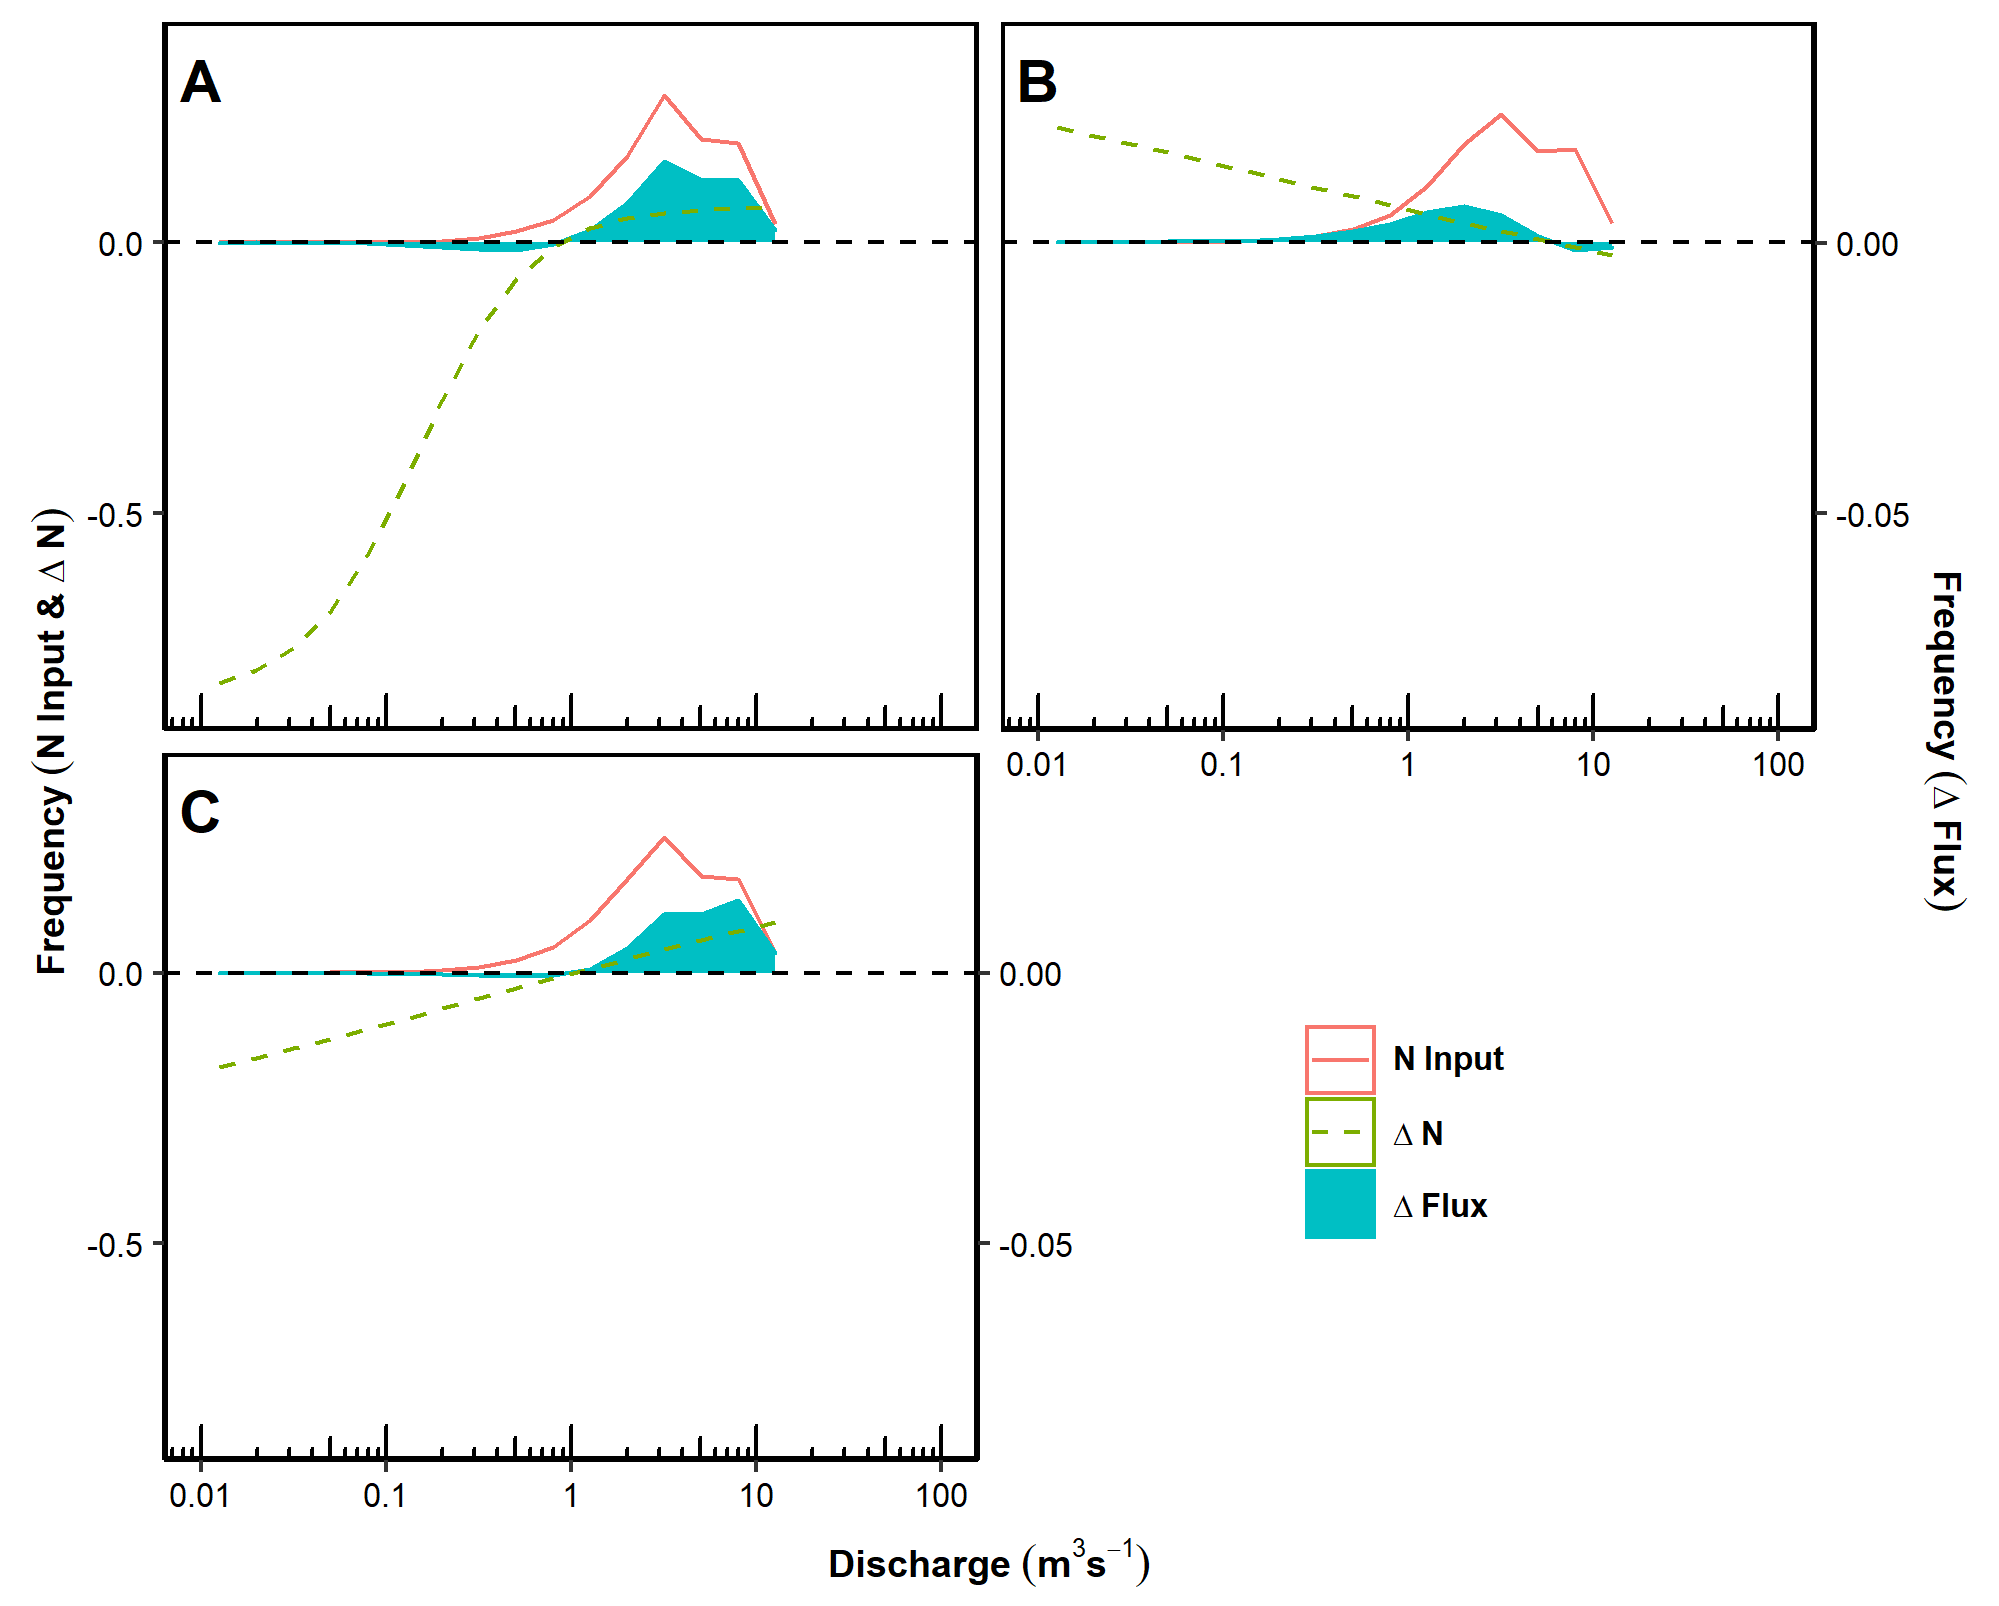 A
B
0.0
0.00
-0.5
-0.05
0.01 0.1 1 10 100
C
0.0
0.00
-0.5
-0.05
0.01 0.1 1 10 100
Frequency (N Input & Δ N)
Frequency (Δ Flux)
N Input
Δ N
Δ Flux
Discharge (m³s⁻¹)